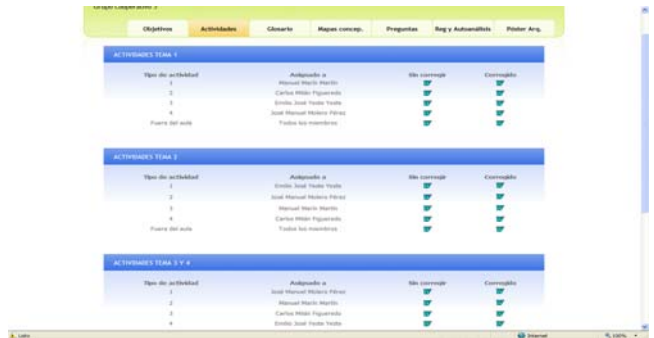 Grupo Cooperativo 5
Objetivos Actividades Glosario Mapas concep. Preguntas Reg y Autoanálisis Póster Arq.
ACTIVIDADES TEMA 1
Tipo de actividad Asignado a Sin corregir Corregido
1 Manuel Marín Martín
2 Carlos Milán Figueredo
3 Emilio José Yeste Yeste
4 José Manuel Molero Pérez
Fuera del aula Todos los miembros
ACTIVIDADES TEMA 2
Tipo de actividad Asignado a Sin corregir Corregido
1 Emilio José Yeste Yeste
2 José Manuel Molero Pérez
3 Manuel Marín Martín
4 Carlos Milán Figueredo
Fuera del aula Todos los miembros
ACTIVIDADES TEMA 3 Y 4
Tipo de actividad Asignado a Sin corregir Corregido
1 José Manuel Molero Pérez
2 Manuel Marín Martín
3 Carlos Milán Figueredo
4 Emilio José Yeste Yeste
Listo Internet 100%